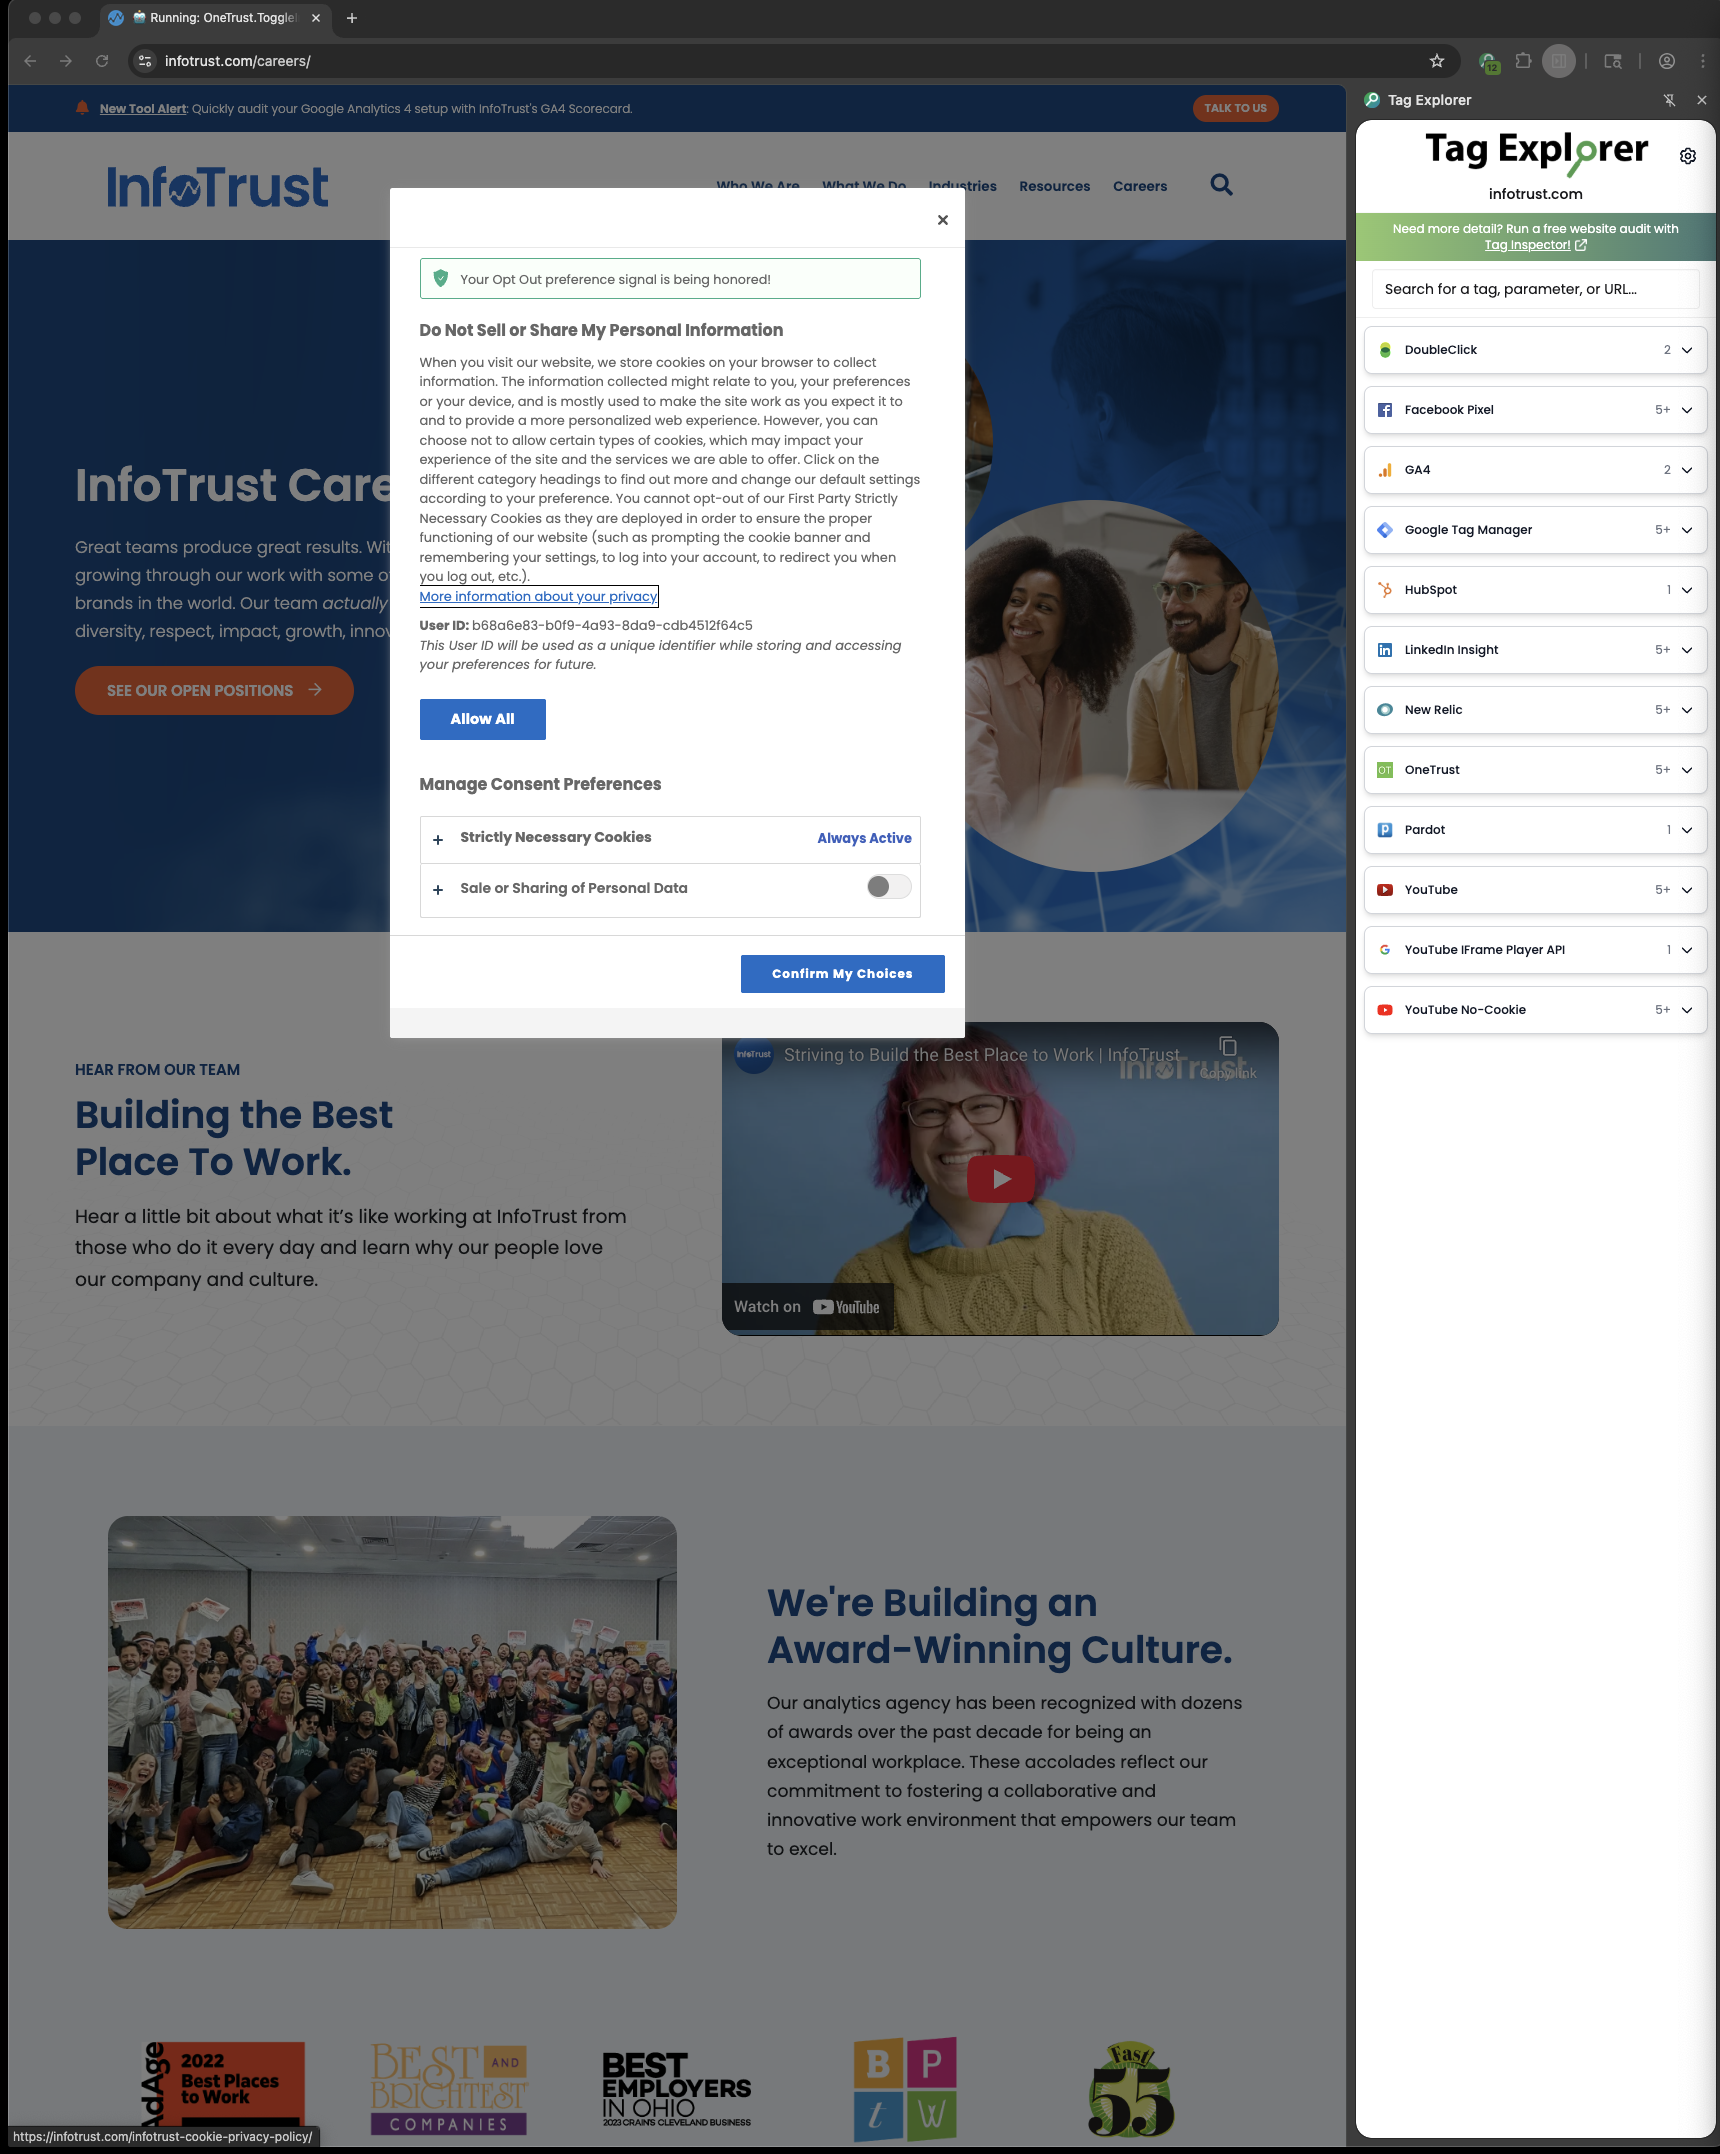 Running: OneTrust.Toggle
infotrust.com/careers/
12
New Tool Alert: Quickly audit your Google Analytics 4 setup with InfoTrust's GA4 Scorecard.
TALK TO US
InfoTrust
Who We Are
What We Do
Industries
Resources
Careers
×
Your Opt Out preference signal is being honored!
Do Not Sell or Share My Personal Information
When you visit our website, we store cookies on your browser to collect
information. The information collected might relate to you, your preferences
or your device, and is mostly used to make the site work as you expect it to
and to provide a more personalized web experience. However, you can
choose not to allow certain types of cookies, which may impact your
experience of the site and the services we are able to offer. Click on the
different category headings to find out more and change our default settings
according to your preference. You cannot opt-out of our First Party Strictly
Necessary Cookies as they are deployed in order to ensure the proper
functioning of our website (such as prompting the cookie banner and
remembering your settings, to log into your account, to redirect you when
you log out, etc.).
More information about your privacy
User ID: b68a6e83-b0f9-4a93-8da9-cdb4512f64c5
This User ID will be used as a unique identifier while storing and accessing
your preferences for future.
Allow All
Manage Consent Preferences
+ Strictly Necessary Cookies Always Active
+ Sale or Sharing of Personal Data
Confirm My Choices
InfoTrust Care
Great teams produce great results. Wit
growing through our work with some o
brands in the world. Our team actually
diversity, respect, impact, growth, innov
SEE OUR OPEN POSITIONS
HEAR FROM OUR TEAM
Building the Best
Place To Work.
Hear a little bit about what it's like working at InfoTrust from
those who do it every day and learn why our people love
our company and culture.
InfoTrust
Striving to Build the Best Place to Work | InfoTrust
InfoTrust
Copy link
Watch on YouTube
We're Building an
Award-Winning Culture.
Our analytics agency has been recognized with dozens
of awards over the past decade for being an
exceptional workplace. These accolades reflect our
commitment to fostering a collaborative and
innovative work environment that empowers our team
to excel.
AdAge
2022
Best Places
to Work
BEST AND
BRIGHTEST
COMPANIES
BEST
EMPLOYERS
IN OHIO
2023 CRAIN'S CLEVELAND BUSINESS
B P
t W
Fast
55
https://infotrust.com/infotrust-cookie-privacy-policy/
Tag Explorer
Tag Explorer
infotrust.com
Need more detail? Run a free website audit with
Tag Inspector!
Search for a tag, parameter, or URL...
DoubleClick 2
Facebook Pixel 5+
GA4 2
Google Tag Manager 5+
HubSpot 1
LinkedIn Insight 5+
New Relic 5+
OT OneTrust 5+
Pardot 1
YouTube 5+
YouTube IFrame Player API 1
YouTube No-Cookie 5+